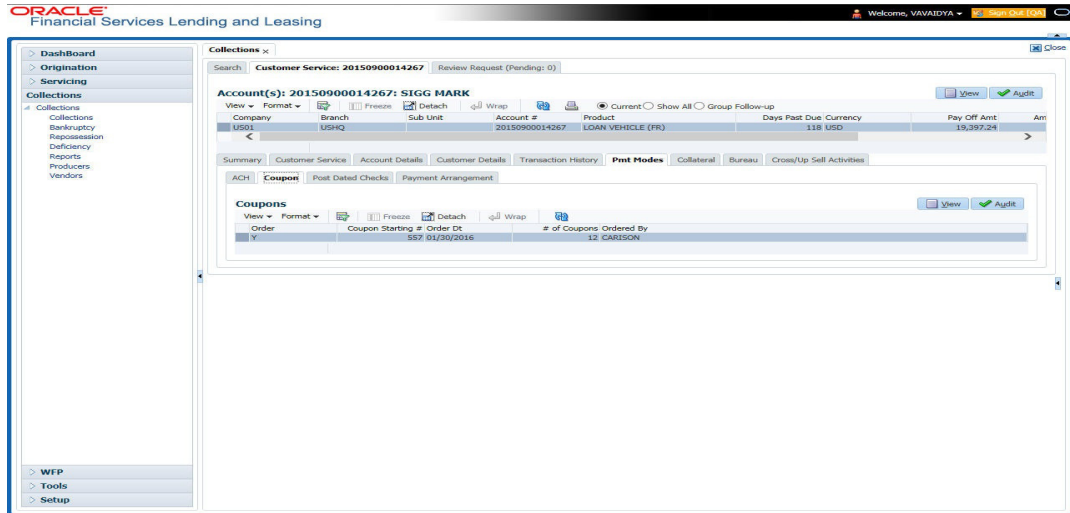 ORACLE®
Financial Services Lending and Leasing
Welcome, VAVAIDYA
Sign Out [QA]
Close
DashBoard
Origination
Servicing
Collections
Collections
Collections
Bankruptcy
Repossession
Deficiency
Reports
Producers
Vendors
WFP
Tools
Setup
Collections
Search Customer Service: 20150900014267 Review Request (Pending: 0)
Account(s): 20150900014267: SIGG MARK
View Audit
View Format Freeze Detach Wrap Current Show All Group Follow-up
Company Branch Sub Unit Account # Product Days Past Due Currency Pay Off Amt Am
US01 USHQ 20150900014267 LOAN VEHICLE (FR) 118 USD 19,397.24
Summary Customer Service Account Details Customer Details Transaction History Pmt Modes Collateral Bureau Cross/Up Sell Activities
ACH Coupon Post Dated Checks Payment Arrangement
Coupons
View Audit
View Format Freeze Detach Wrap
Order Coupon Starting # Order Dt # of Coupons Ordered By
Y 557 01/30/2016 12 CARISON